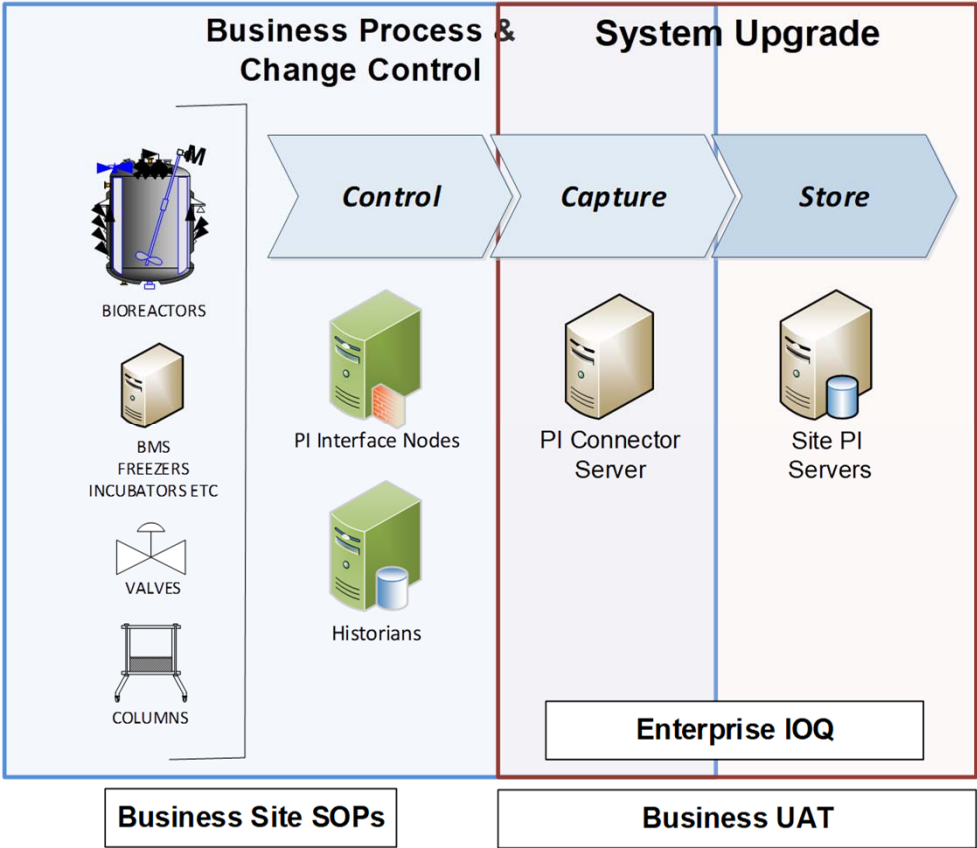 Business Process &
Change Control
System Upgrade
M
Control
Capture
Store
BIOREACTORS
BMS
FREEZERS
INCUBATORS ETC
VALVES
COLUMNS
PI Interface Nodes
Historians
PI Connector
Server
Site PI
Servers
Enterprise IOQ
Business Site SOPs
Business UAT